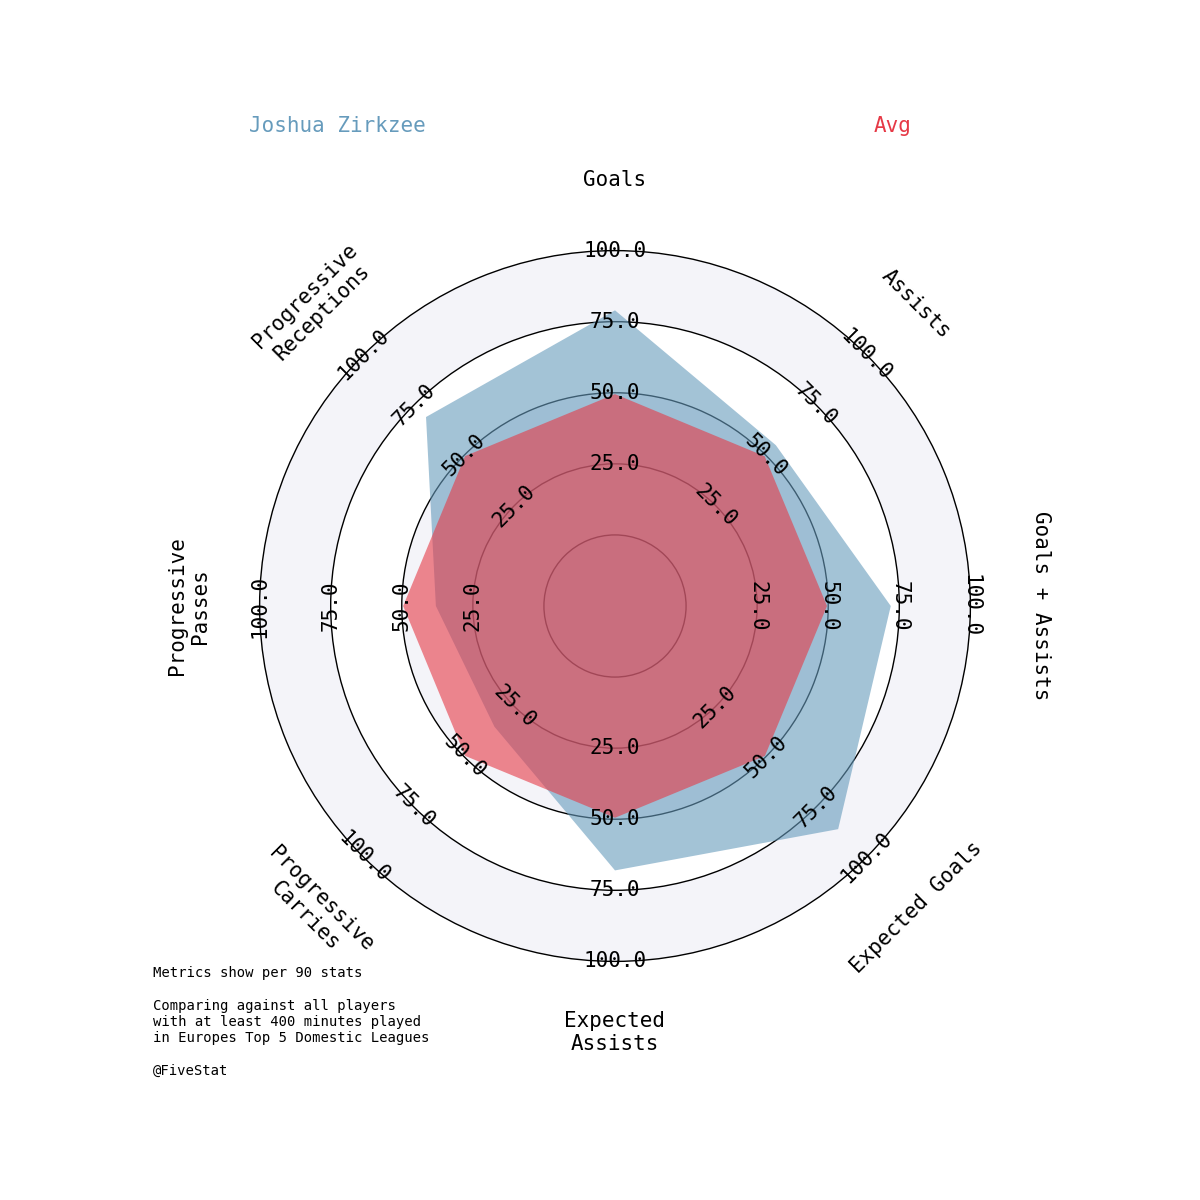 Joshua Zirkzee
Avg
Goals
Progressive
Receptions
Assists
100.0
75.0
50.0
25.0
100.0
75.0
50.0
25.0
100.0
75.0
50.0
25.0
Progressive
Passes
100.0
75.0
50.0
25.0
25.0
50.0
75.0
100.0
Goals + Assists
25.0
50.0
75.0
100.0
25.0
50.0
75.0
100.0
25.0
50.0
75.0
100.0
Progressive
Carries
Expected Goals
Expected
Assists
Metrics show per 90 stats
Comparing against all players
with at least 400 minutes played
in Europes Top 5 Domestic Leagues
@FiveStat